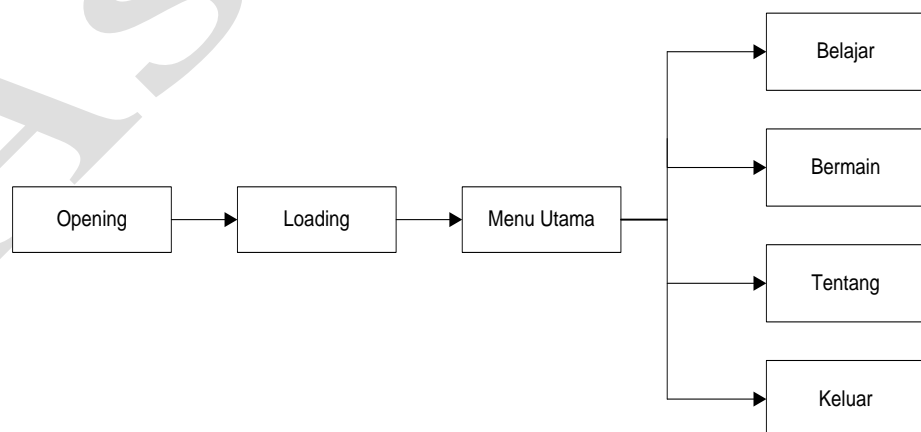 Belajar
Bermain
Opening
Loading
Menu Utama
Tentang
Keluar